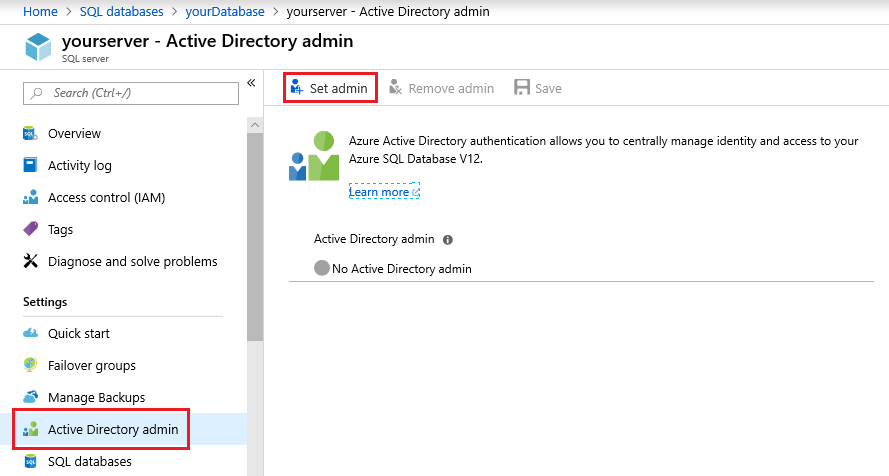 Home > SQL databases > yourDatabase > yourserver - Active Directory admin
yourserver - Active Directory admin
SQL server
Search (Ctrl+/)
«
Overview
Activity log
Access control (IAM)
Tags
Diagnose and solve problems
Settings
Quick start
Failover groups
Manage Backups
Active Directory admin
SQL databases
Set admin Remove admin Save
Azure Active Directory authentication allows you to centrally manage identity and access to your
Azure SQL Database V12.
Learn more
Active Directory admin
No Active Directory admin